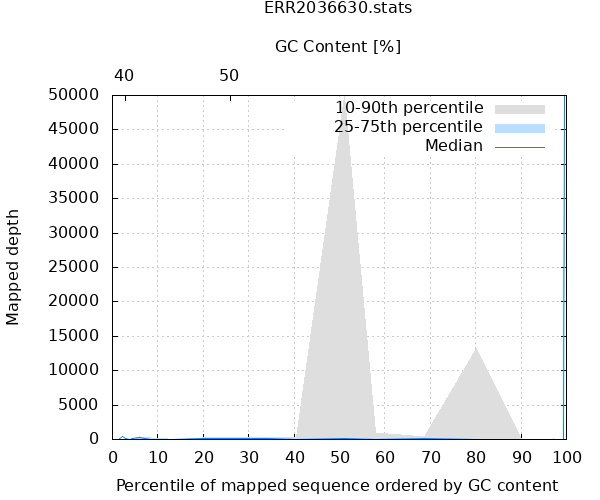 ERR2036630.stats
GC Content [%]
40 50
10-90th percentile
25-75th percentile
Median
50000
45000
40000
35000
30000
25000
20000
15000
10000
5000
0
Mapped depth
0 10 20 30 40 50 60 70 80 90 100
Percentile of mapped sequence ordered by GC content